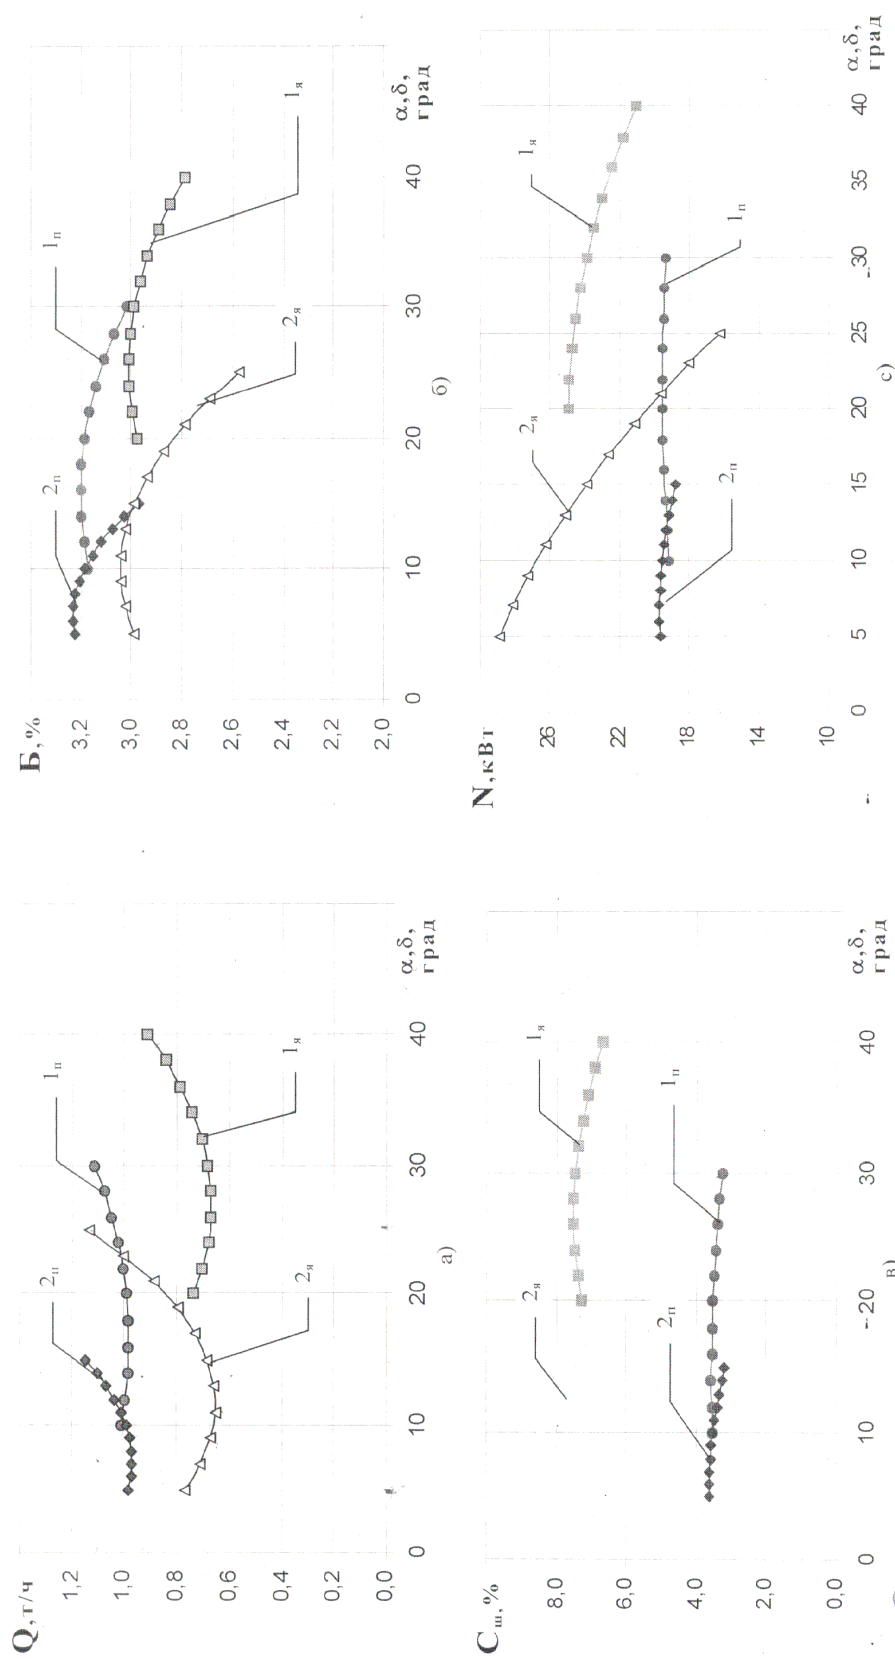 Q,т/ч
1,2
1,0
0,8
0,6
0,4
0,2
0,0
0
10
20
30
40
α,δ,
град
2п
1п
2я
1я
а)
Б,%
3,2
3,0
2,8
2,6
2,4
2,2
2,0
0
10
20
30
40
α,δ,
град
2п
1п
2я
1я
б)
Сш,%
8,0
6,0
4,0
2,0
0,0
0
10
20
30
40
α,δ,
град
2я
1я
2п
1п
в)
N,кВт
26
22
18
14
10
0
5
10
15
20
25
30
35
40
α,δ,
град
2я
1я
2п
1п
с)